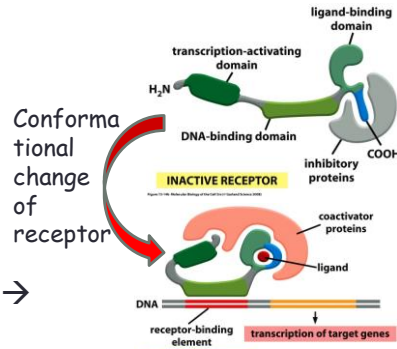 ligand-binding
domain
transcription-activating
domain
H₂N
Conforma
tional
change
of
receptor
→
DNA-binding domain
COOH
inhibitory
proteins
INACTIVE RECEPTOR
coactivator
proteins
ligand
DNA
receptor-binding
element
transcription of target genes